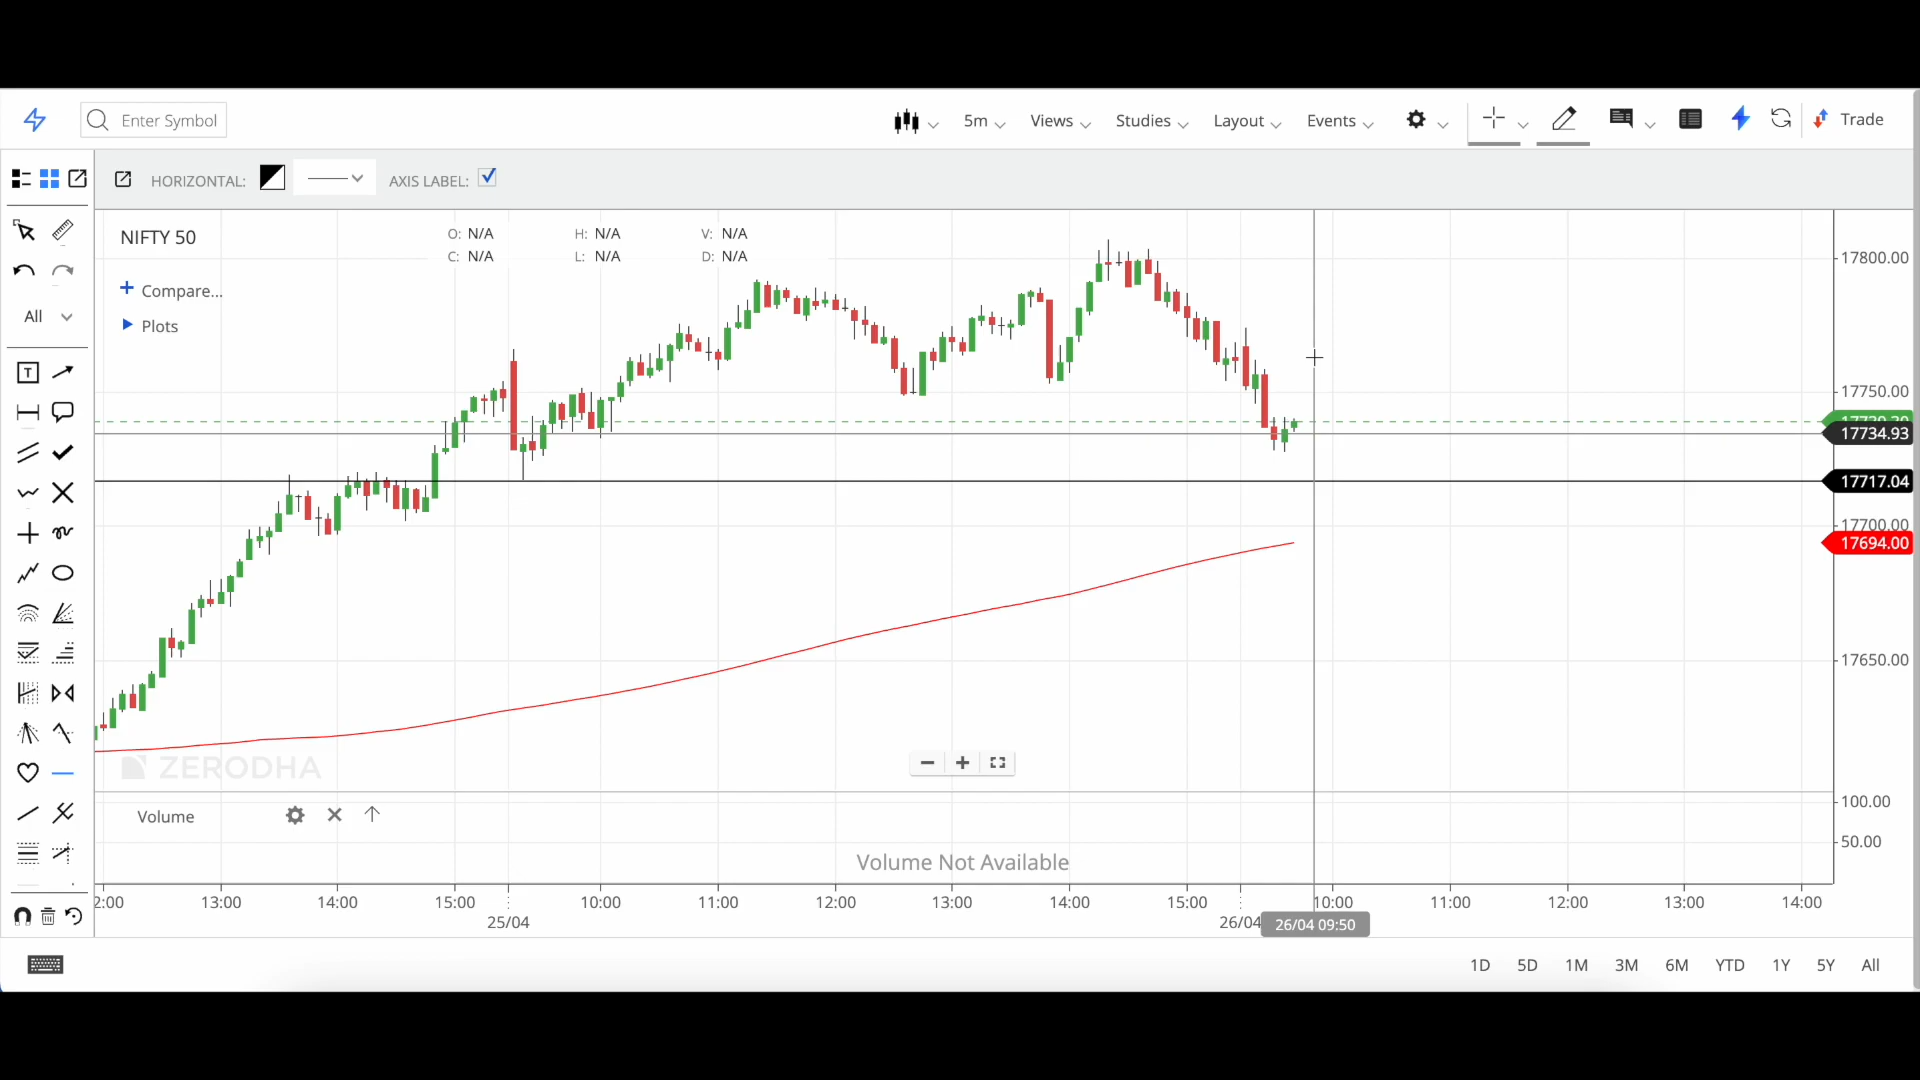 Enter Symbol
5m
Views
Studies
Layout
Events
Trade
HORIZONTAL:
AXIS LABEL:
NIFTY 50
O: N/A
H: N/A
V: N/A
C: N/A
L: N/A
D: N/A
Compare...
Plots
All
T
17800.00
17750.00
17734.93
17717.04
17700.00
17694.00
17650.00
ZERODHA
Volume
100.00
50.00
Volume Not Available
2:00
13:00
14:00
15:00
10:00
11:00
12:00
13:00
14:00
15:00
10:00
11:00
12:00
13:00
14:00
25/04
26/04
26/04 09:50
1D
5D
1M
3M
6M
YTD
1Y
5Y
All